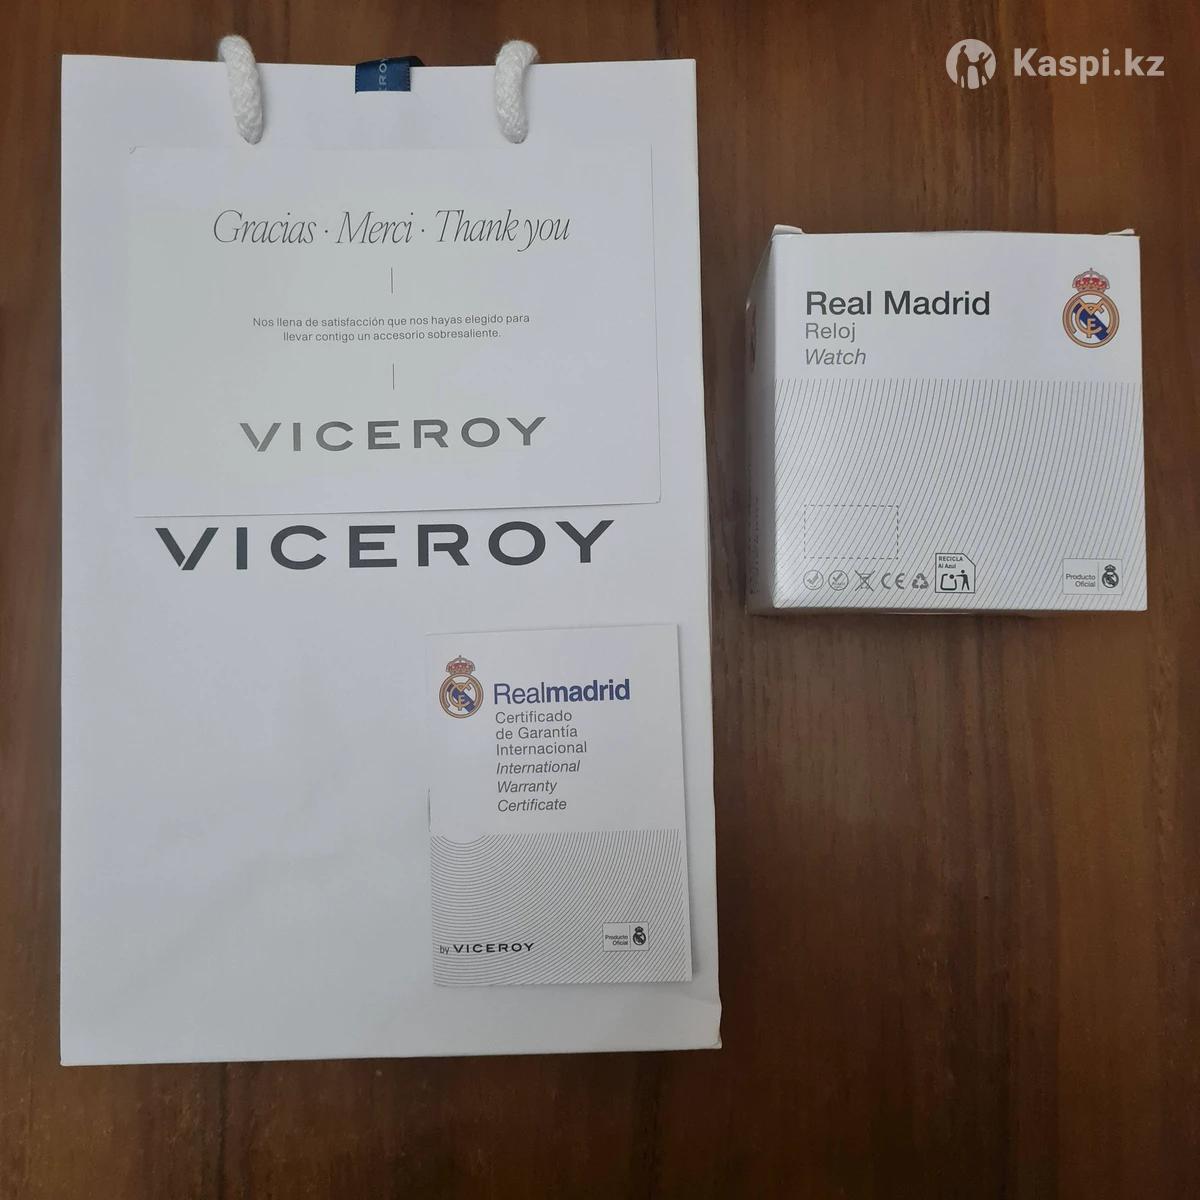 Kaspi.kz
Gracias · Merci · Thank you
Nos llena de satisfacción que nos hayas elegido para
llevar contigo un accesorio sobresaliente.
VICEROY
VICEROY
Realmadrid
Certificado
de Garantía
Internacional
International
Warranty
Certificate
by VICEROY
Producto
Oficial
Real Madrid
Reloj
Watch
RECICLA
Al Azul
CE
Producto
Oficial